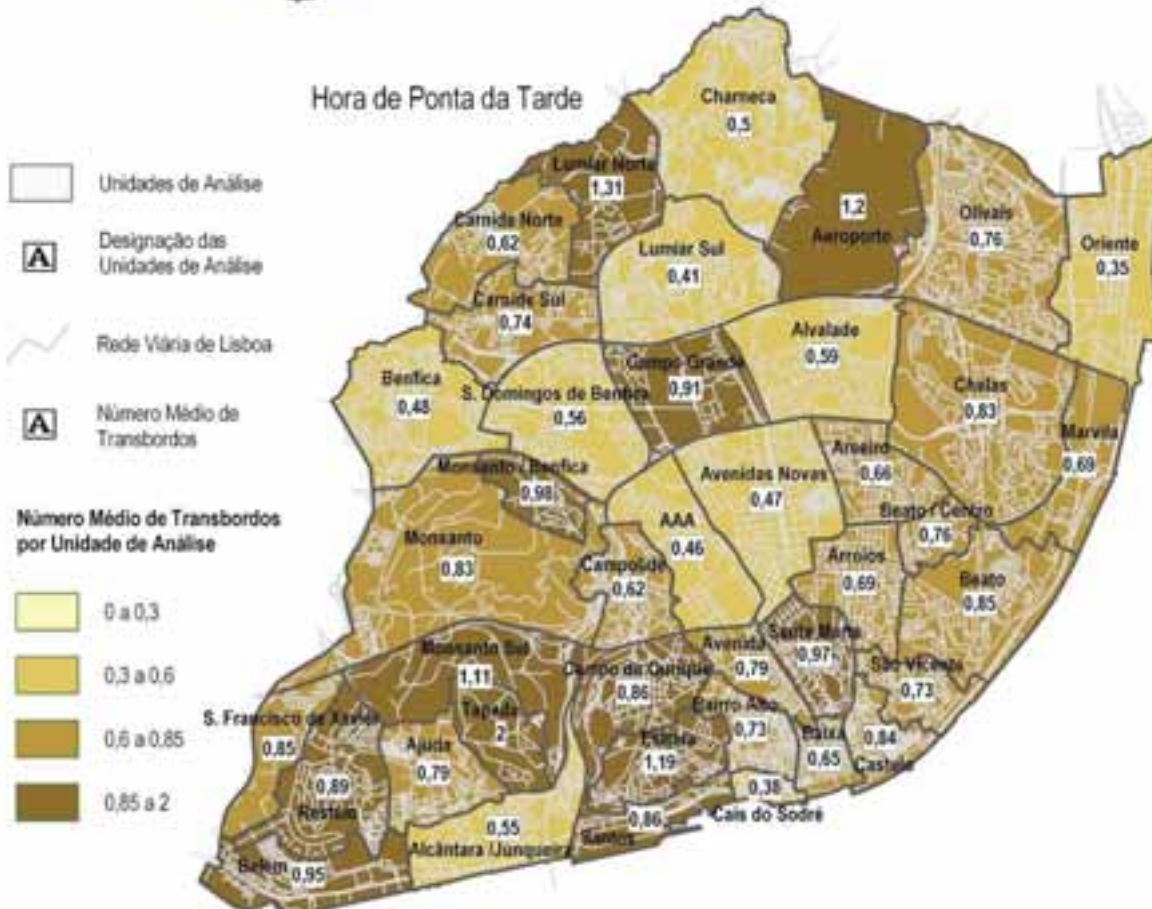 Hora de Ponta da Tarde
Unidades de Análise
A
Designação das
Unidades de Análise
Rede Viária de Lisboa
A
Número Médio de
Transbordos
Número Médio de Transbordos
por Unidade de Análise
0 a 0,3
0,3 a 0,6
0,6 a 0,85
0,85 a 2
Charneca
0,5
Lumiar Norte
1,31
Carnide Norte
0,62
1,2
Aeroporto
Olivais
0,76
Oriente
0,35
Lumiar Sul
0,41
Carnide Sul
0,74
Alvalade
0,59
Campo Grande
0,91
Benfica
0,48
S. Domingos de Benfica
0,56
Chelas
0,83
Marvila
0,69
Monsanto / Benfica
0,98
Avenidas Novas
0,47
Areeiro
0,66
AAA
0,46
Beato / Centro
0,76
Monsanto
0,83
Campolide
0,62
Arroios
0,69
Beato
0,85
Monsanto Sul
1,11
Campo de Ourique
0,86
Avenida
0,79
Santa Marta
0,97
São Vicente
0,73
Tapada
2
S. Francisco de Xavier
0,85
Ajuda
0,79
Bairro Alto
0,73
Baixa
0,65
0,84
Castelo
Estrela
1,19
0,89
Restelo
0,38
Cais do Sodré
0,86
Santos
0,55
Alcântara /Junqueira
Belém
0,95